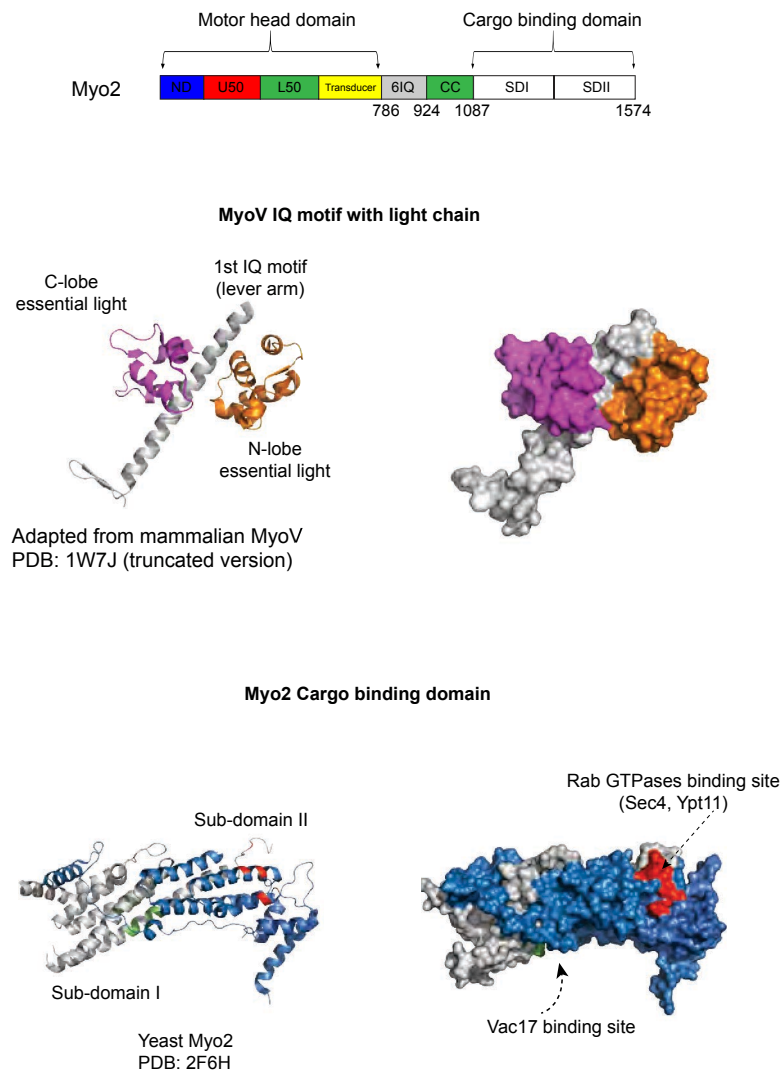 Motor head domain
Cargo binding domain
Myo2
ND
U50
L50
Transducer
6IQ
CC
SDI
SDII
786
924
1087
1574
MyoV IQ motif with light chain
C-lobe
essential light
1st IQ motif
(lever arm)
N-lobe
essential light
Adapted from mammalian MyoV
PDB: 1W7J (truncated version)
Myo2 Cargo binding domain
Rab GTPases binding site
(Sec4, Ypt11)
Sub-domain II
Sub-domain I
Vac17 binding site
Yeast Myo2
PDB: 2F6H